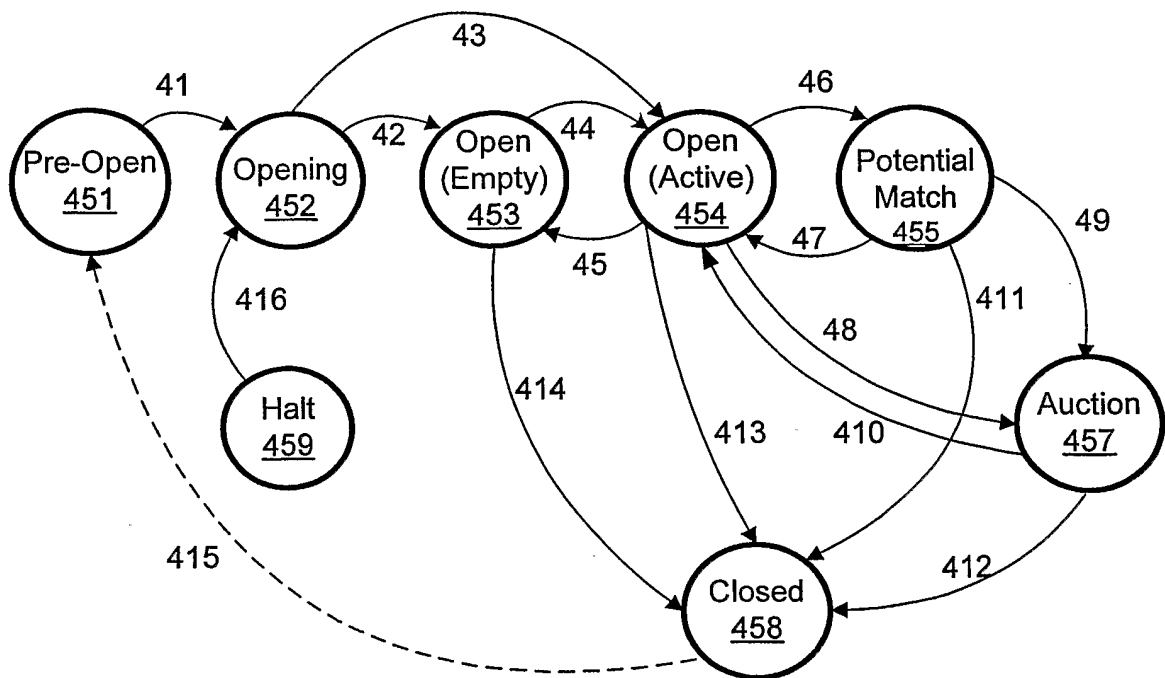 43
41
46
42
44
Pre-Open
451
Opening
452
Open
(Empty)
453
Open
(Active)
454
Potential
Match
455
49
47
45
416
411
48
Halt
459
414
413
410
Auction
457
415
412
Closed
458